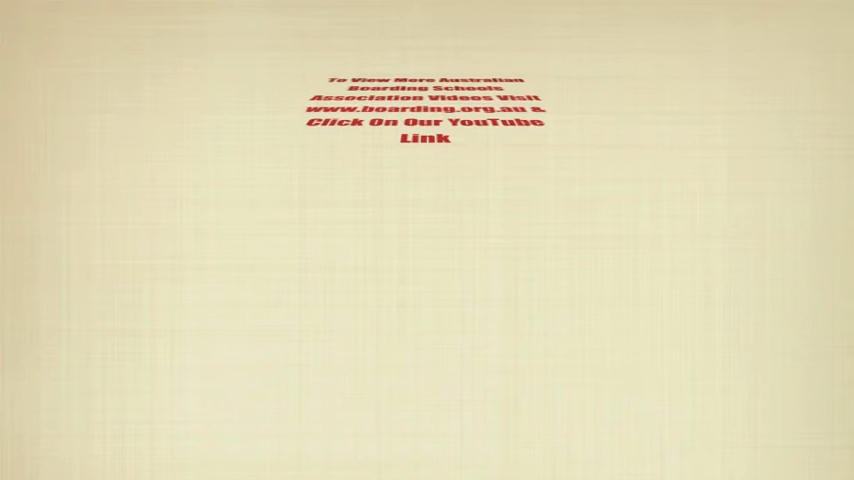 To View More Australian
Boarding Schools
Association Videos Visit
www.boarding.org.au &
Click On Our YouTube
Link